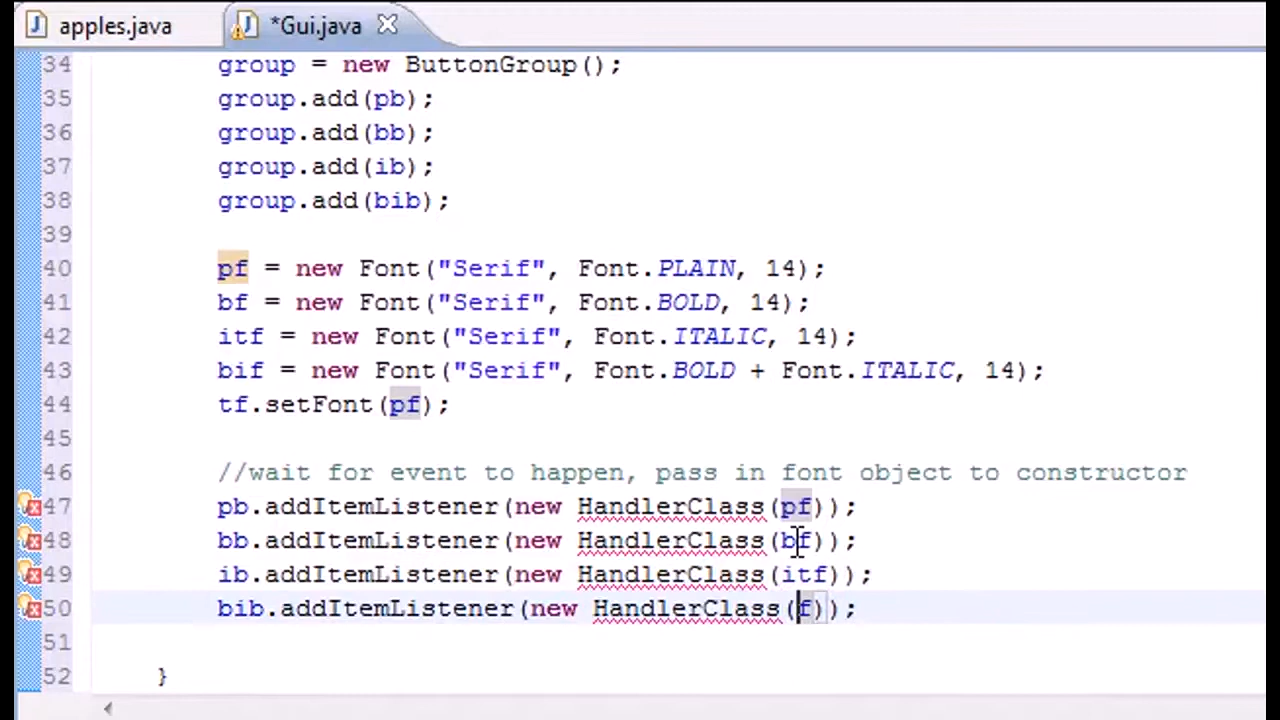 apples.java
*Gui.java
34 group = new ButtonGroup();
35 group.add(pb);
36 group.add(bb);
37 group.add(ib);
38 group.add(bib);
39
40 pf = new Font("Serif", Font.PLAIN, 14);
41 bf = new Font("Serif", Font.BOLD, 14);
42 itf = new Font("Serif", Font.ITALIC, 14);
43 bif = new Font("Serif", Font.BOLD + Font.ITALIC, 14);
44 tf.setFont(pf);
45
46 //wait for event to happen, pass in font object to constructor
47 pb.addItemListener(new HandlerClass(pf));
48 bb.addItemListener(new HandlerClass(bf));
49 ib.addItemListener(new HandlerClass(itf));
50 bib.addItemListener(new HandlerClass(f));
51
52 }